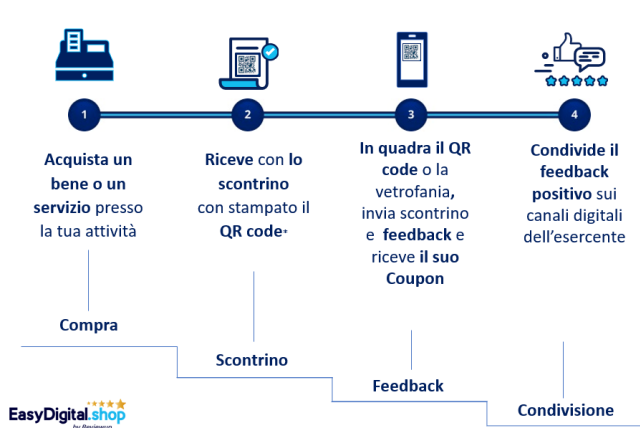 1
2
3
4
Acquista un
bene o un
servizio presso
la tua attività
Riceve con lo
scontrino
con stampato il
QR code*
In quadra il QR
code o la
vetrofania,
invia scontrino
e feedback e
riceve il suo
Coupon
Condivide il
feedback
positivo sui
canali digitali
dell’esercente
Compra
Scontrino
Feedback
Condivisione
EasyDigital.shop
by Reviewup